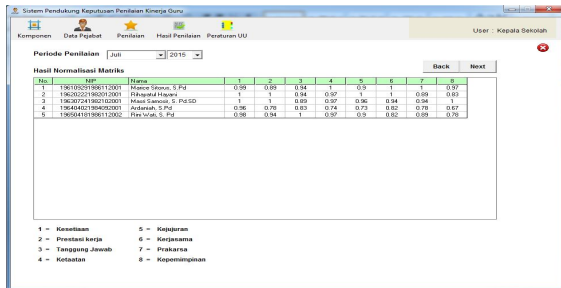 Sistem Pendukung Keputusan Penilaian Kinerja Guru
Komponen Data Pejabat Penilaian Hasil Penilaian Peraturan UU
User : Kepala Sekolah
Periode Penilaian Juli 2015
Back Next
Hasil Normalisasi Matriks
No. NIP Nama 1 2 3 4 5 6 7 8
1 196109291986112001 Marice Sitorus, S.Pd 0.99 0.89 0.94 1 0.9 1 1 0.97
2 196202221982012001 Rihapatul Hayani 1 1 0.94 0.97 1 1 0.89 0.83
3 196307241982102001 Masi Samosir, S. Pd.SD 1 1 0.89 0.97 0.96 0.94 0.94 1
4 196404021984092001 Ardaniah, S.Pd 0.96 0.78 0.83 0.74 0.73 0.82 0.78 0.67
5 196504181986112002 Rini Wati, S. Pd 0.98 0.94 1 0.97 0.9 0.82 0.89 0.78
1 = Kesetiaan 5 = Kejujuran
2 = Prestasi kerja 6 = Kerjasama
3 = Tanggung Jawab 7 = Prakarsa
4 = Ketaatan 8 = Kepemimpinan